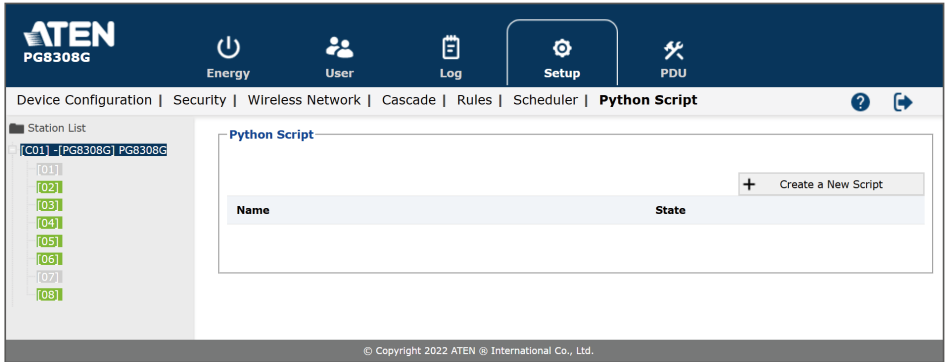 ATEN
PG8308G
Energy
User
Log
Setup
PDU
Device Configuration | Security | Wireless Network | Cascade | Rules | Scheduler | Python Script
?
Station List
[C01] -[PG8308G] PG8308G
[01]
[02]
[03]
[04]
[05]
[06]
[07]
[08]
Python Script
+ Create a New Script
Name State
© Copyright 2022 ATEN ® International Co., Ltd.